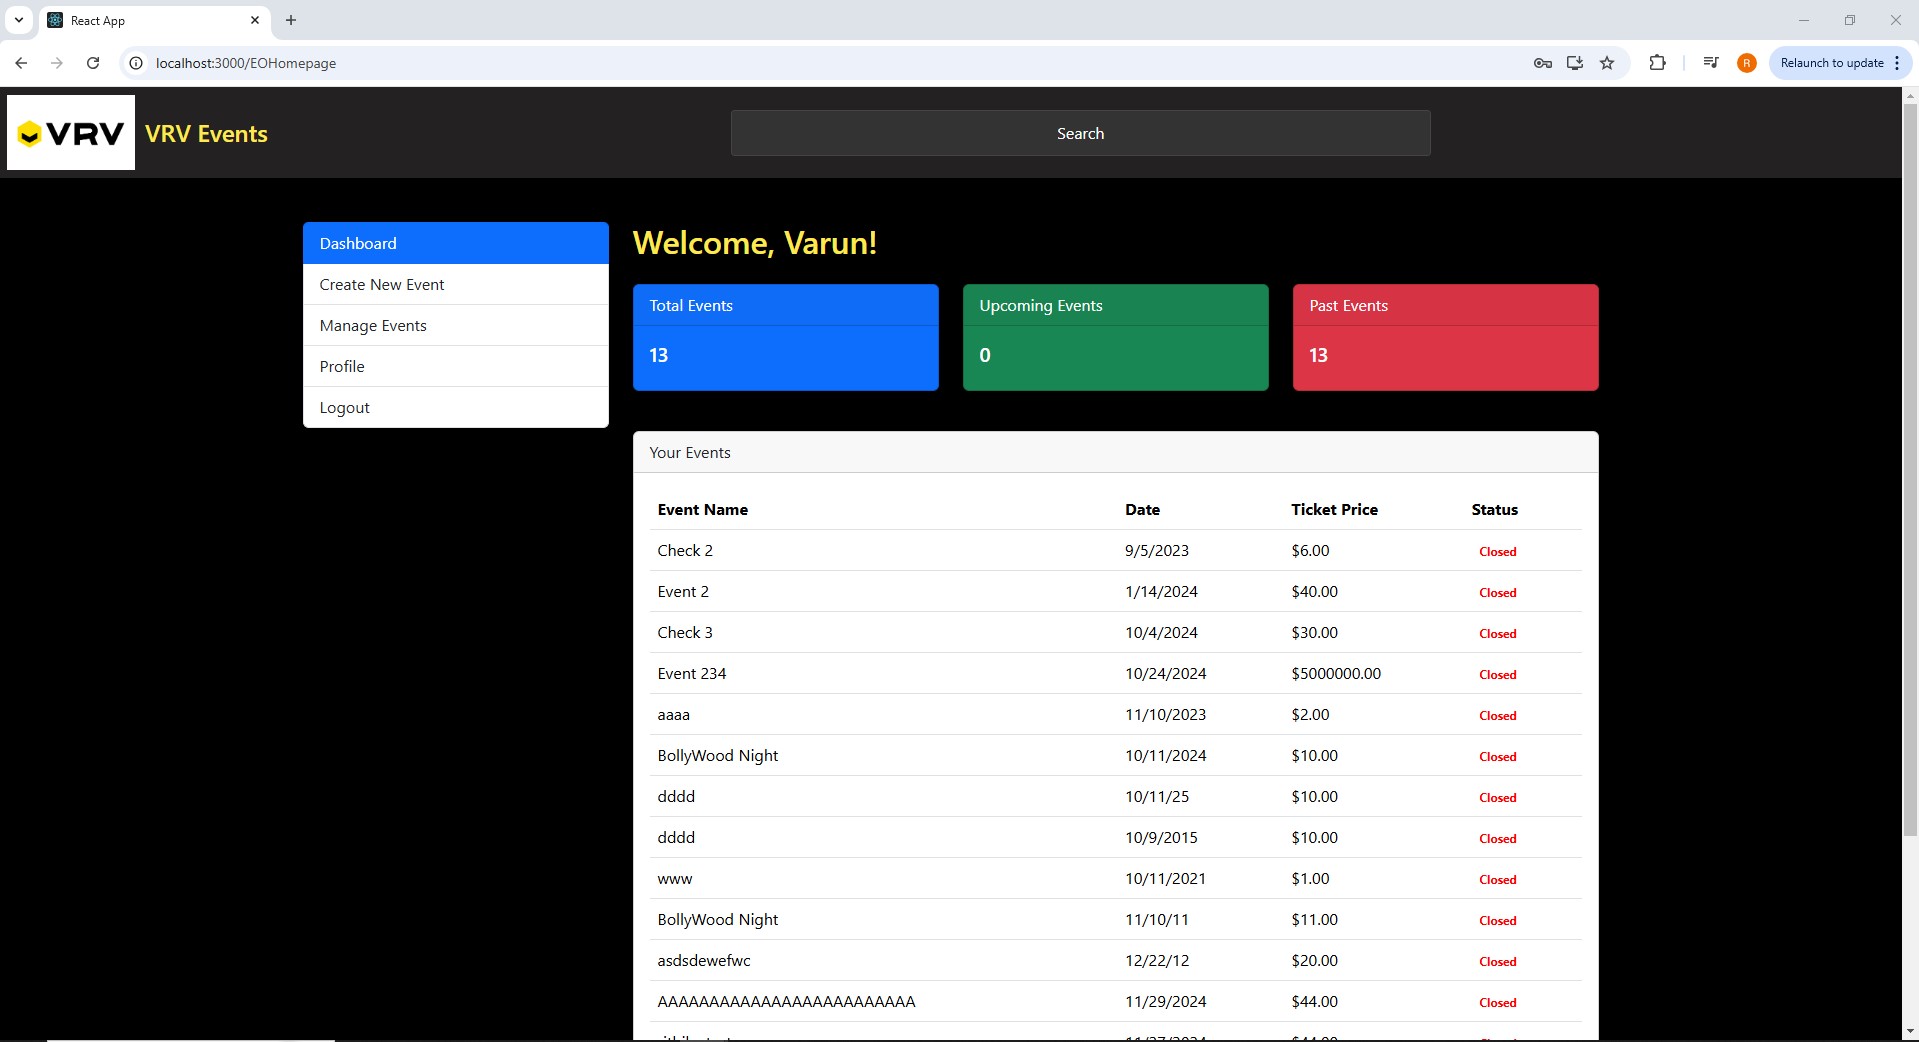 React App
localhost:3000/EOHomepage
R
Relaunch to update
VRV
VRV Events
Search
Dashboard
Create New Event
Manage Events
Profile
Logout
Welcome, Varun!
Total Events
13
Upcoming Events
0
Past Events
13
Your Events
Event Name Date Ticket Price Status
Check 2 9/5/2023 $6.00 Closed
Event 2 1/14/2024 $40.00 Closed
Check 3 10/4/2024 $30.00 Closed
Event 234 10/24/2024 $5000000.00 Closed
aaaa 11/10/2023 $2.00 Closed
BollyWood Night 10/11/2024 $10.00 Closed
dddd 10/11/25 $10.00 Closed
dddd 10/9/2015 $10.00 Closed
www 10/11/2021 $1.00 Closed
BollyWood Night 11/10/11 $11.00 Closed
asdsdewefwc 12/22/12 $20.00 Closed
AAAAAAAAAAAAAAAAAAAAAAAAA 11/29/2024 $44.00 Closed